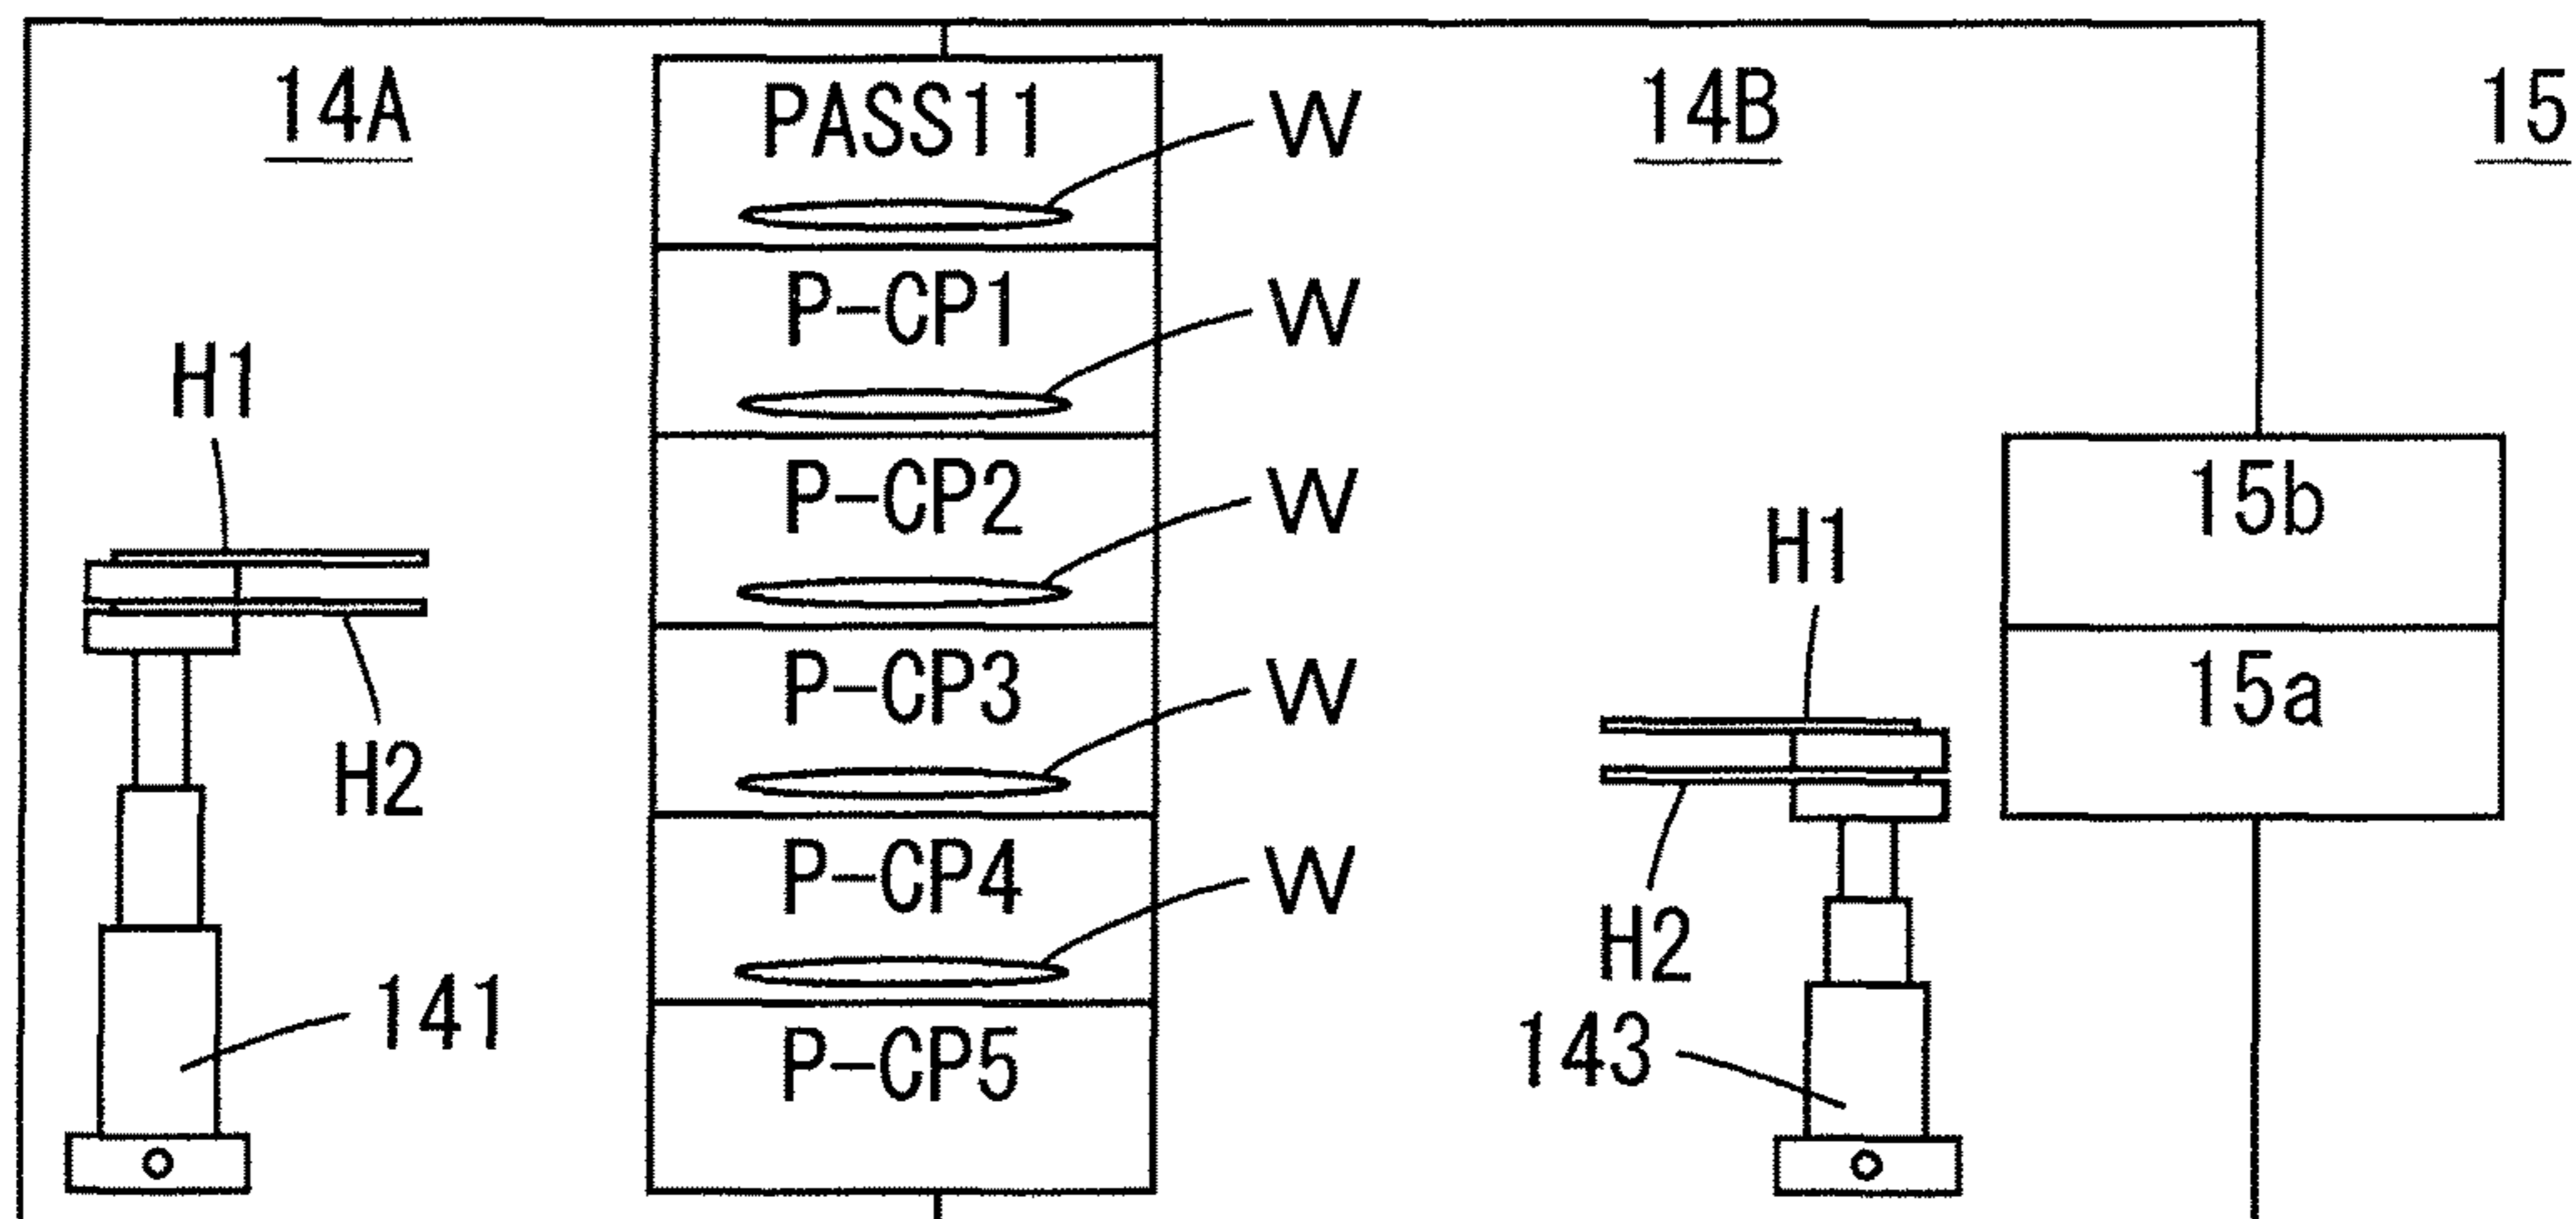 14A
PASS11
W
14B
15
P-CP1
W
H1
P-CP2
W
15b
H1
P-CP3
W
15a
H2
P-CP4
W
H2
141
P-CP5
143